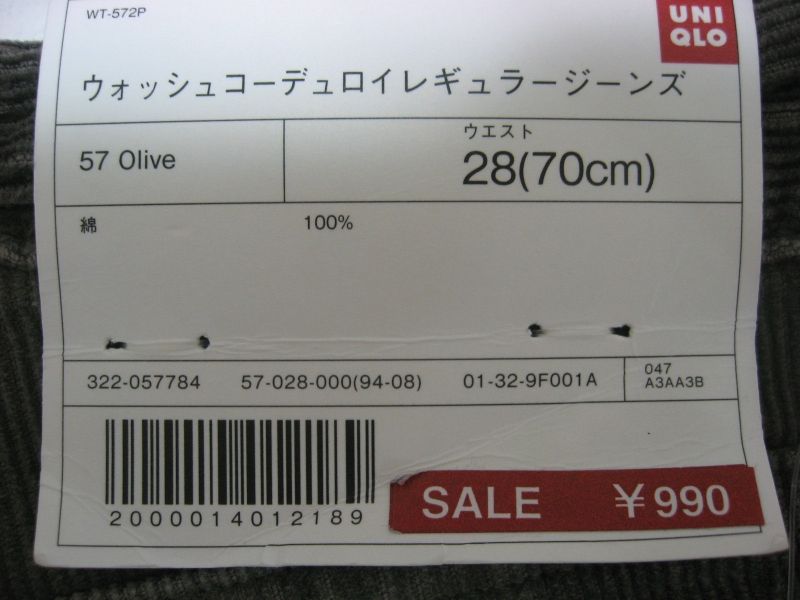 WT-572P
UNI
QLO
ウォッシュコーデュロイレギュラージーンズ
57 Olive
ウエスト
28(70cm)
綿 100%
322-057784 57-028-000(94-08) 01-32-9F001A
047
A3AA3B
2000014012189
SALE ¥990